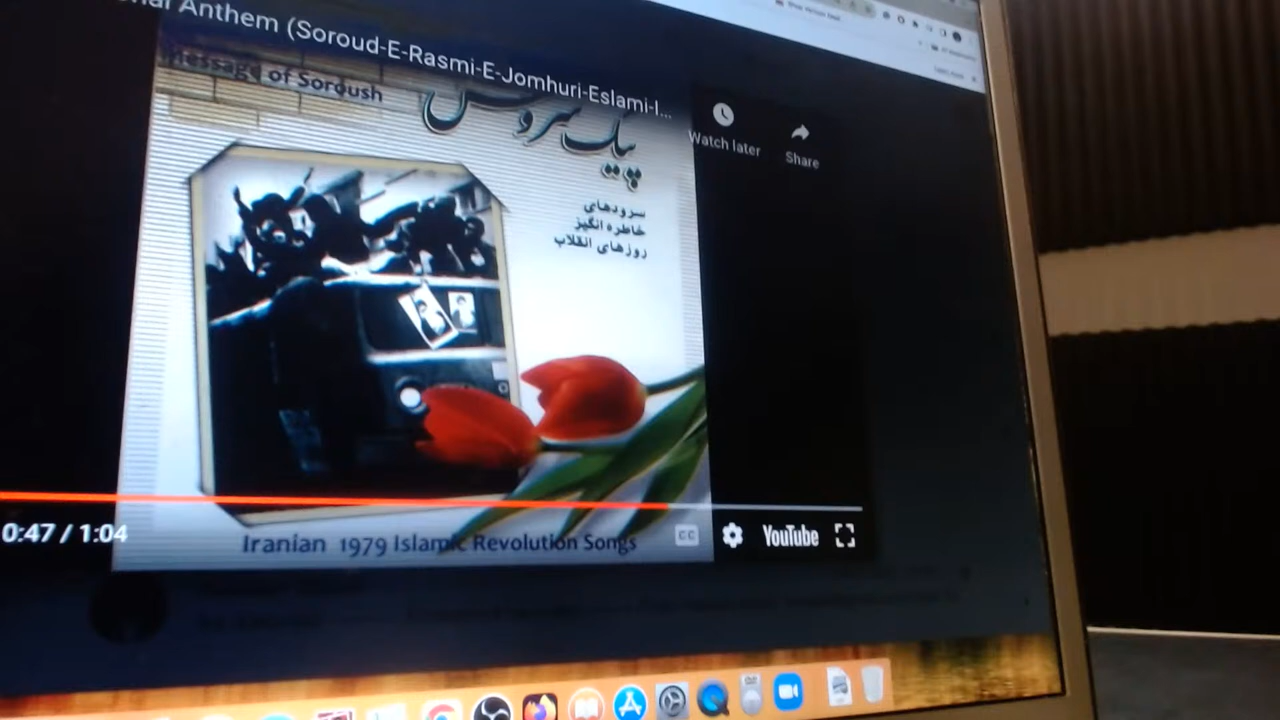 Anthem (Soroud-E-Rasmi-E-Jomhuri-Eslami-I...
Message of Soroush
پیک سروش
Watch later
Share
سرودهای
خاطره انگیز
روزهای انقلاب
0:47 / 1:04
CC
YouTube
Iranian 1979 Islamic Revolution Songs